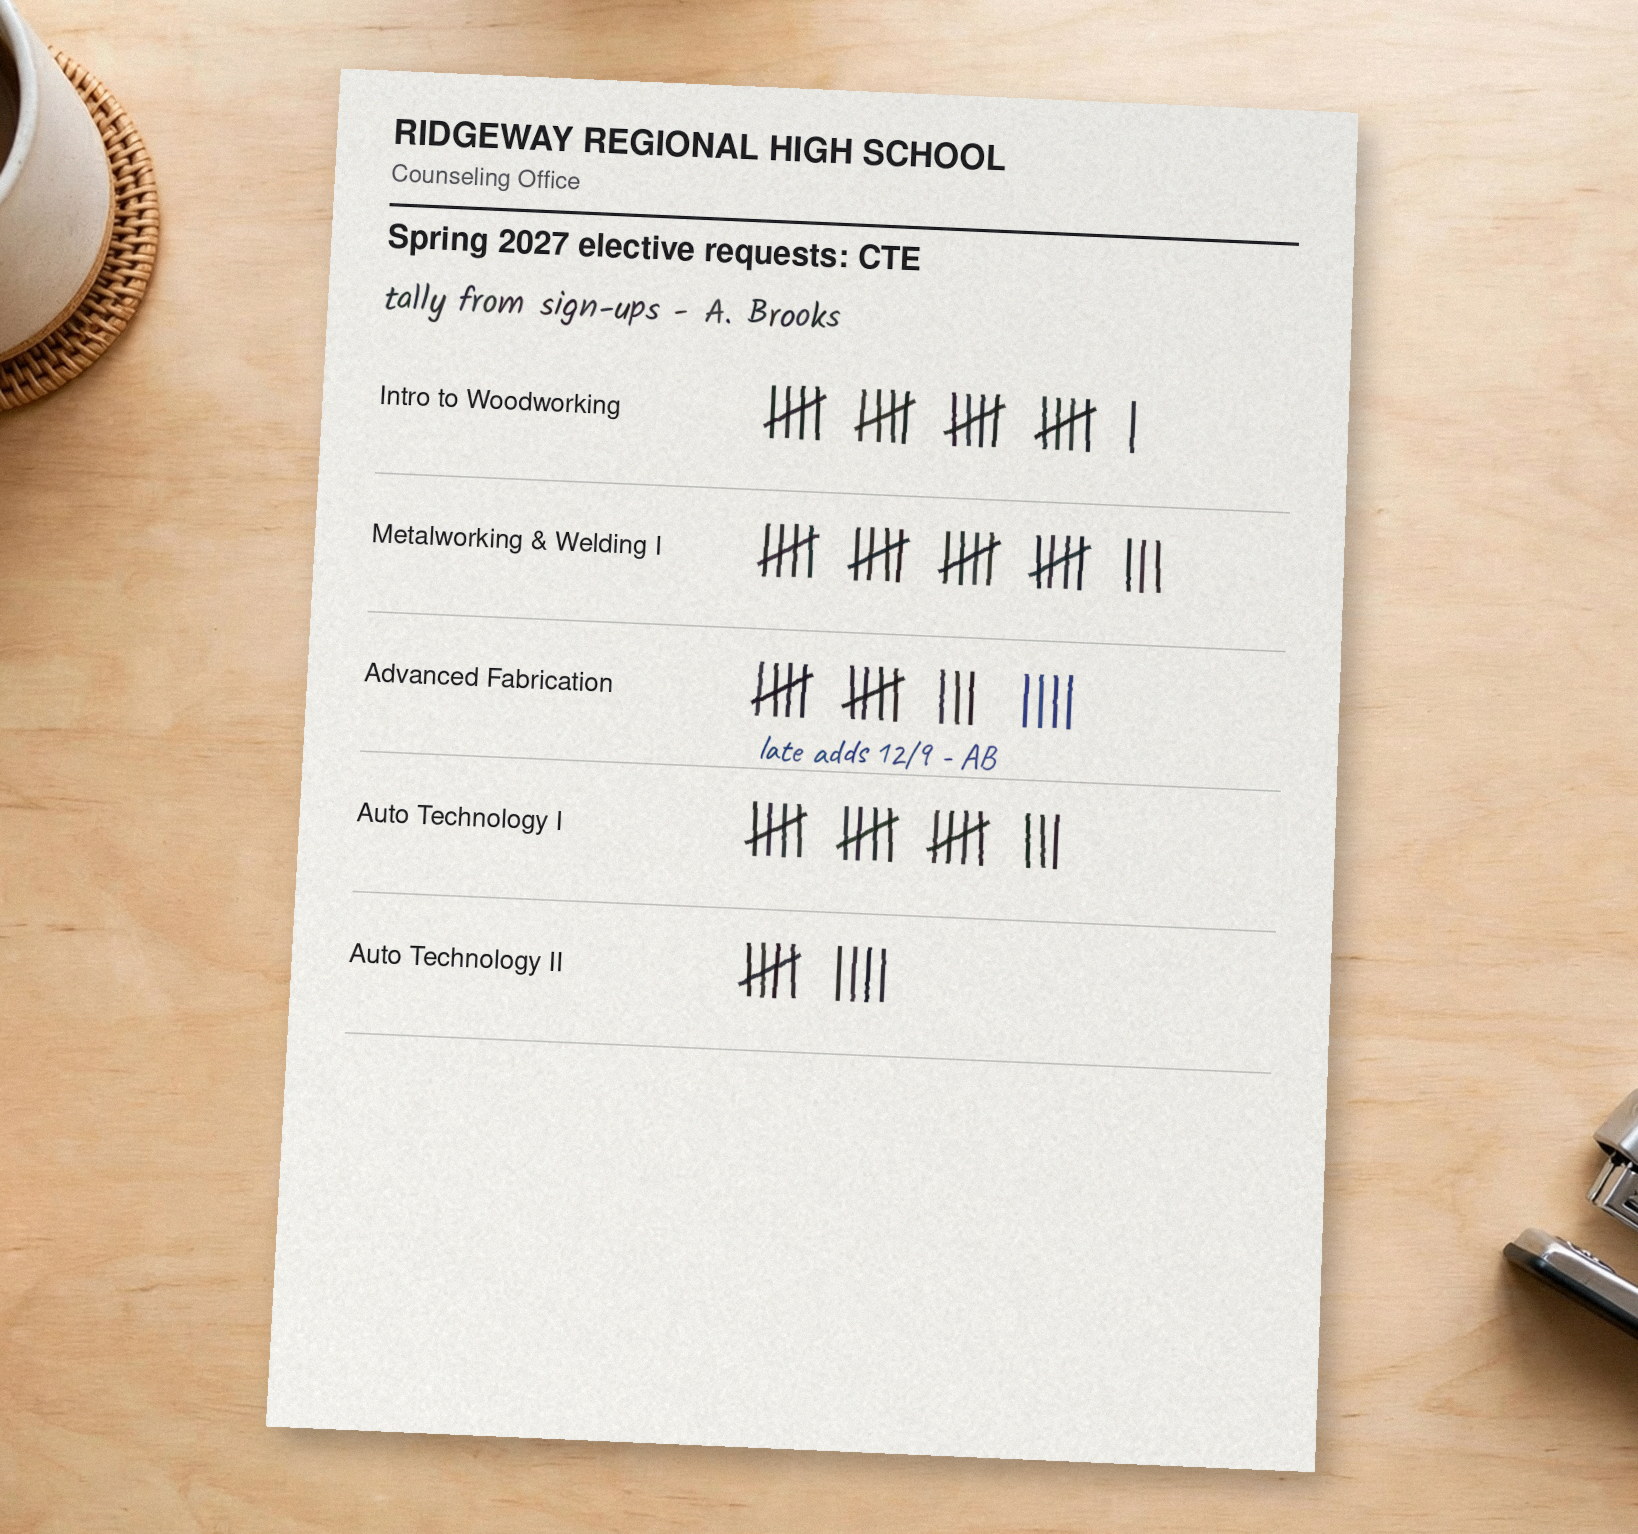 RIDGEWAY REGIONAL HIGH SCHOOL
Counseling Office
Spring 2027 elective requests: CTE
tally from sign-ups - A. Brooks
Intro to Woodworking
Metalworking & Welding I
Advanced Fabrication
late adds 12/9 - AB
Auto Technology I
Auto Technology II